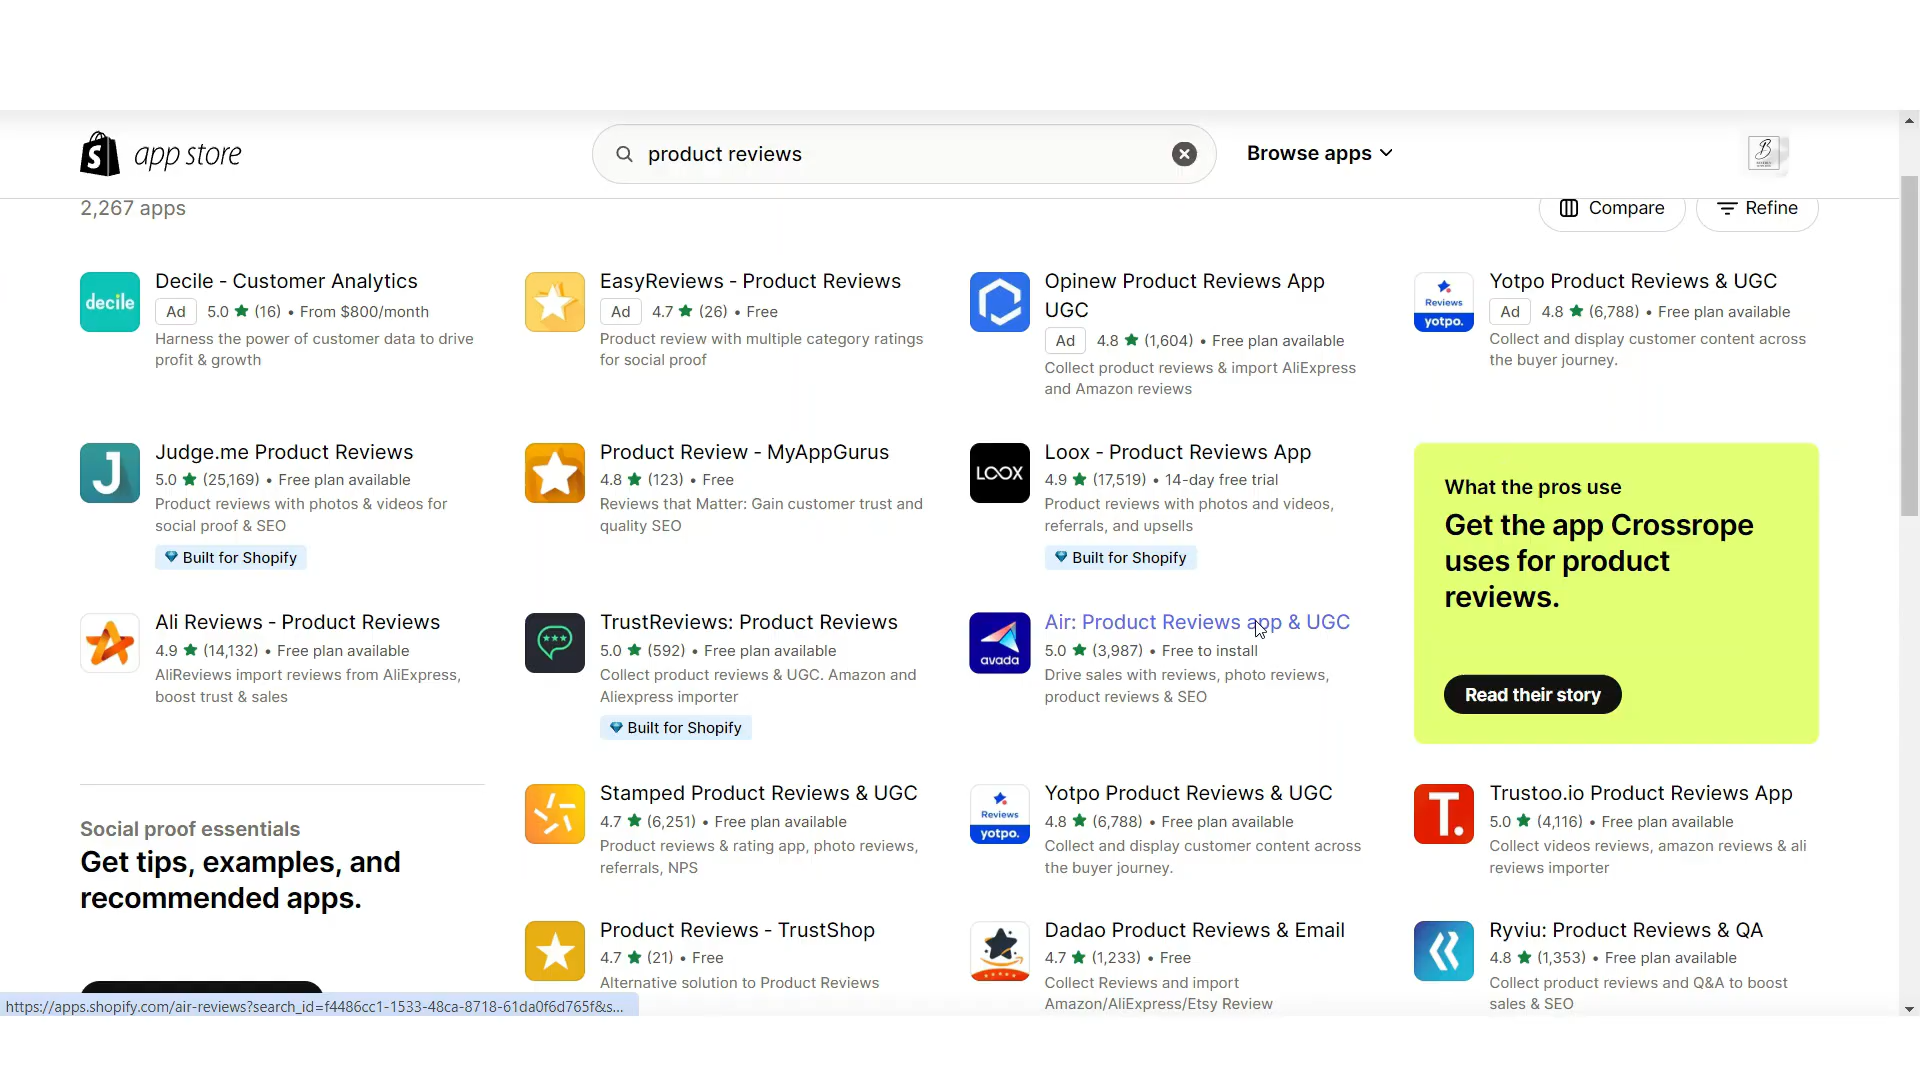 S app store
product reviews
Browse apps
B
2,267 apps
Compare
Refine
decile
Decile - Customer Analytics
Ad 5.0 ★ (16) • From $800/month
Harness the power of customer data to drive
profit & growth
EasyReviews - Product Reviews
Ad 4.7 ★ (26) • Free
Product review with multiple category ratings
for social proof
Opinew Product Reviews App
UGC
Ad 4.8 ★ (1,604) • Free plan available
Collect product reviews & import AliExpress
and Amazon reviews
Reviews
yotpo.
Yotpo Product Reviews & UGC
Ad 4.8 ★ (6,788) • Free plan available
Collect and display customer content across
the buyer journey.
J
Judge.me Product Reviews
5.0 ★ (25,169) • Free plan available
Product reviews with photos & videos for
social proof & SEO
Built for Shopify
Product Review - MyAppGurus
4.8 ★ (123) • Free
Reviews that Matter: Gain customer trust and
quality SEO
LOOX
Loox - Product Reviews App
4.9 ★ (17,519) • 14-day free trial
Product reviews with photos and videos,
referrals, and upsells
Built for Shopify
What the pros use
Get the app Crossrope
uses for product
reviews.
Read their story
Ali Reviews - Product Reviews
4.9 ★ (14,132) • Free plan available
AliReviews import reviews from AliExpress,
boost trust & sales
TrustReviews: Product Reviews
5.0 ★ (592) • Free plan available
Collect product reviews & UGC. Amazon and
Aliexpress importer
Built for Shopify
avada
Air: Product Reviews app & UGC
5.0 ★ (3,987) • Free to install
Drive sales with reviews, photo reviews,
product reviews & SEO
Social proof essentials
Get tips, examples, and
recommended apps.
Stamped Product Reviews & UGC
4.7 ★ (6,251) • Free plan available
Product reviews & rating app, photo reviews,
referrals, NPS
Reviews
yotpo.
Yotpo Product Reviews & UGC
4.8 ★ (6,788) • Free plan available
Collect and display customer content across
the buyer journey.
T.
Trustoo.io Product Reviews App
5.0 ★ (4,116) • Free plan available
Collect videos reviews, amazon reviews & ali
reviews importer
Product Reviews - TrustShop
4.7 ★ (21) • Free
Alternative solution to Product Reviews
Dadao Product Reviews & Email
4.7 ★ (1,233) • Free
Collect Reviews and import
Amazon/AliExpress/Etsy Review
Ryviu: Product Reviews & QA
4.8 ★ (1,353) • Free plan available
Collect product reviews and Q&A to boost
sales & SEO
https://apps.shopify.com/air-reviews?search_id=f4486cc1-1533-48ca-8718-61da0f6d765f&s...